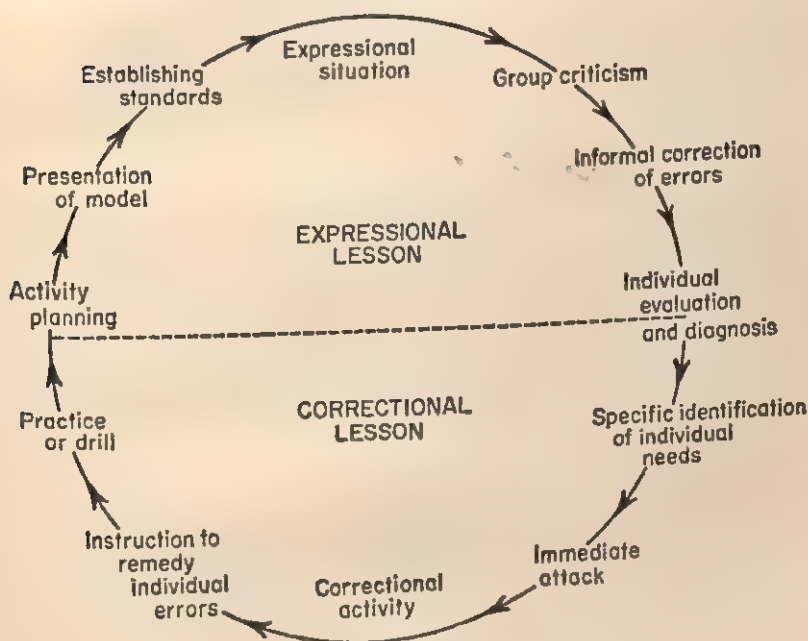 Expressional
situation
Establishing
standards
Group criticism
Presentation
of model
Informal correction
of errors
EXPRESSIONAL
LESSON
Activity
planning
Individual
evaluation
and diagnosis
CORRECTIONAL
LESSON
Practice
or drill
Specific identification
of individual
needs
Instruction to
remedy
individual
errors
Correctional
activity
Immediate
attack